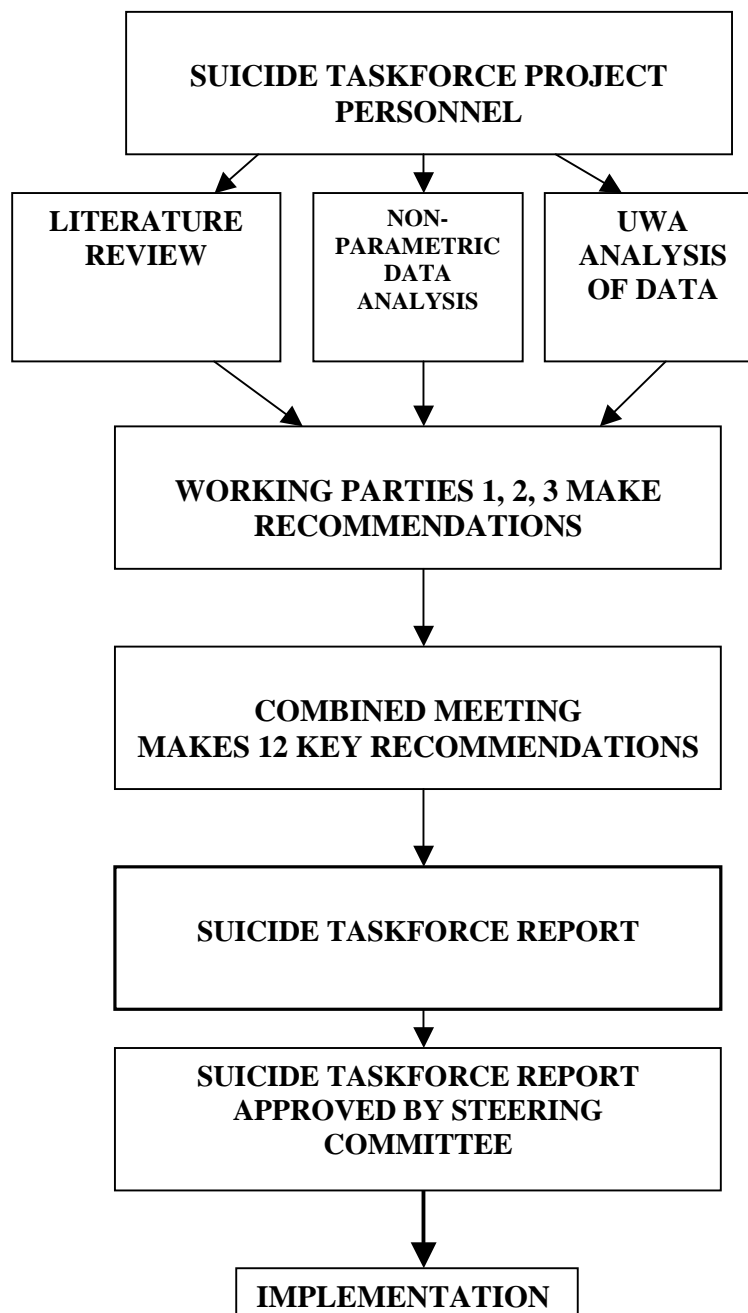 SUICIDE TASKFORCE PROJECT
PERSONNEL
LITERATURE
REVIEW
NON-
PARAMETRIC
DATA
ANALYSIS
UWA
ANALYSIS
OF DATA
WORKING PARTIES 1, 2, 3 MAKE
RECOMMENDATIONS
COMBINED MEETING
MAKES 12 KEY RECOMMENDATIONS
SUICIDE TASKFORCE REPORT
SUICIDE TASKFORCE REPORT
APPROVED BY STEERING
COMMITTEE
IMPLEMENTATION